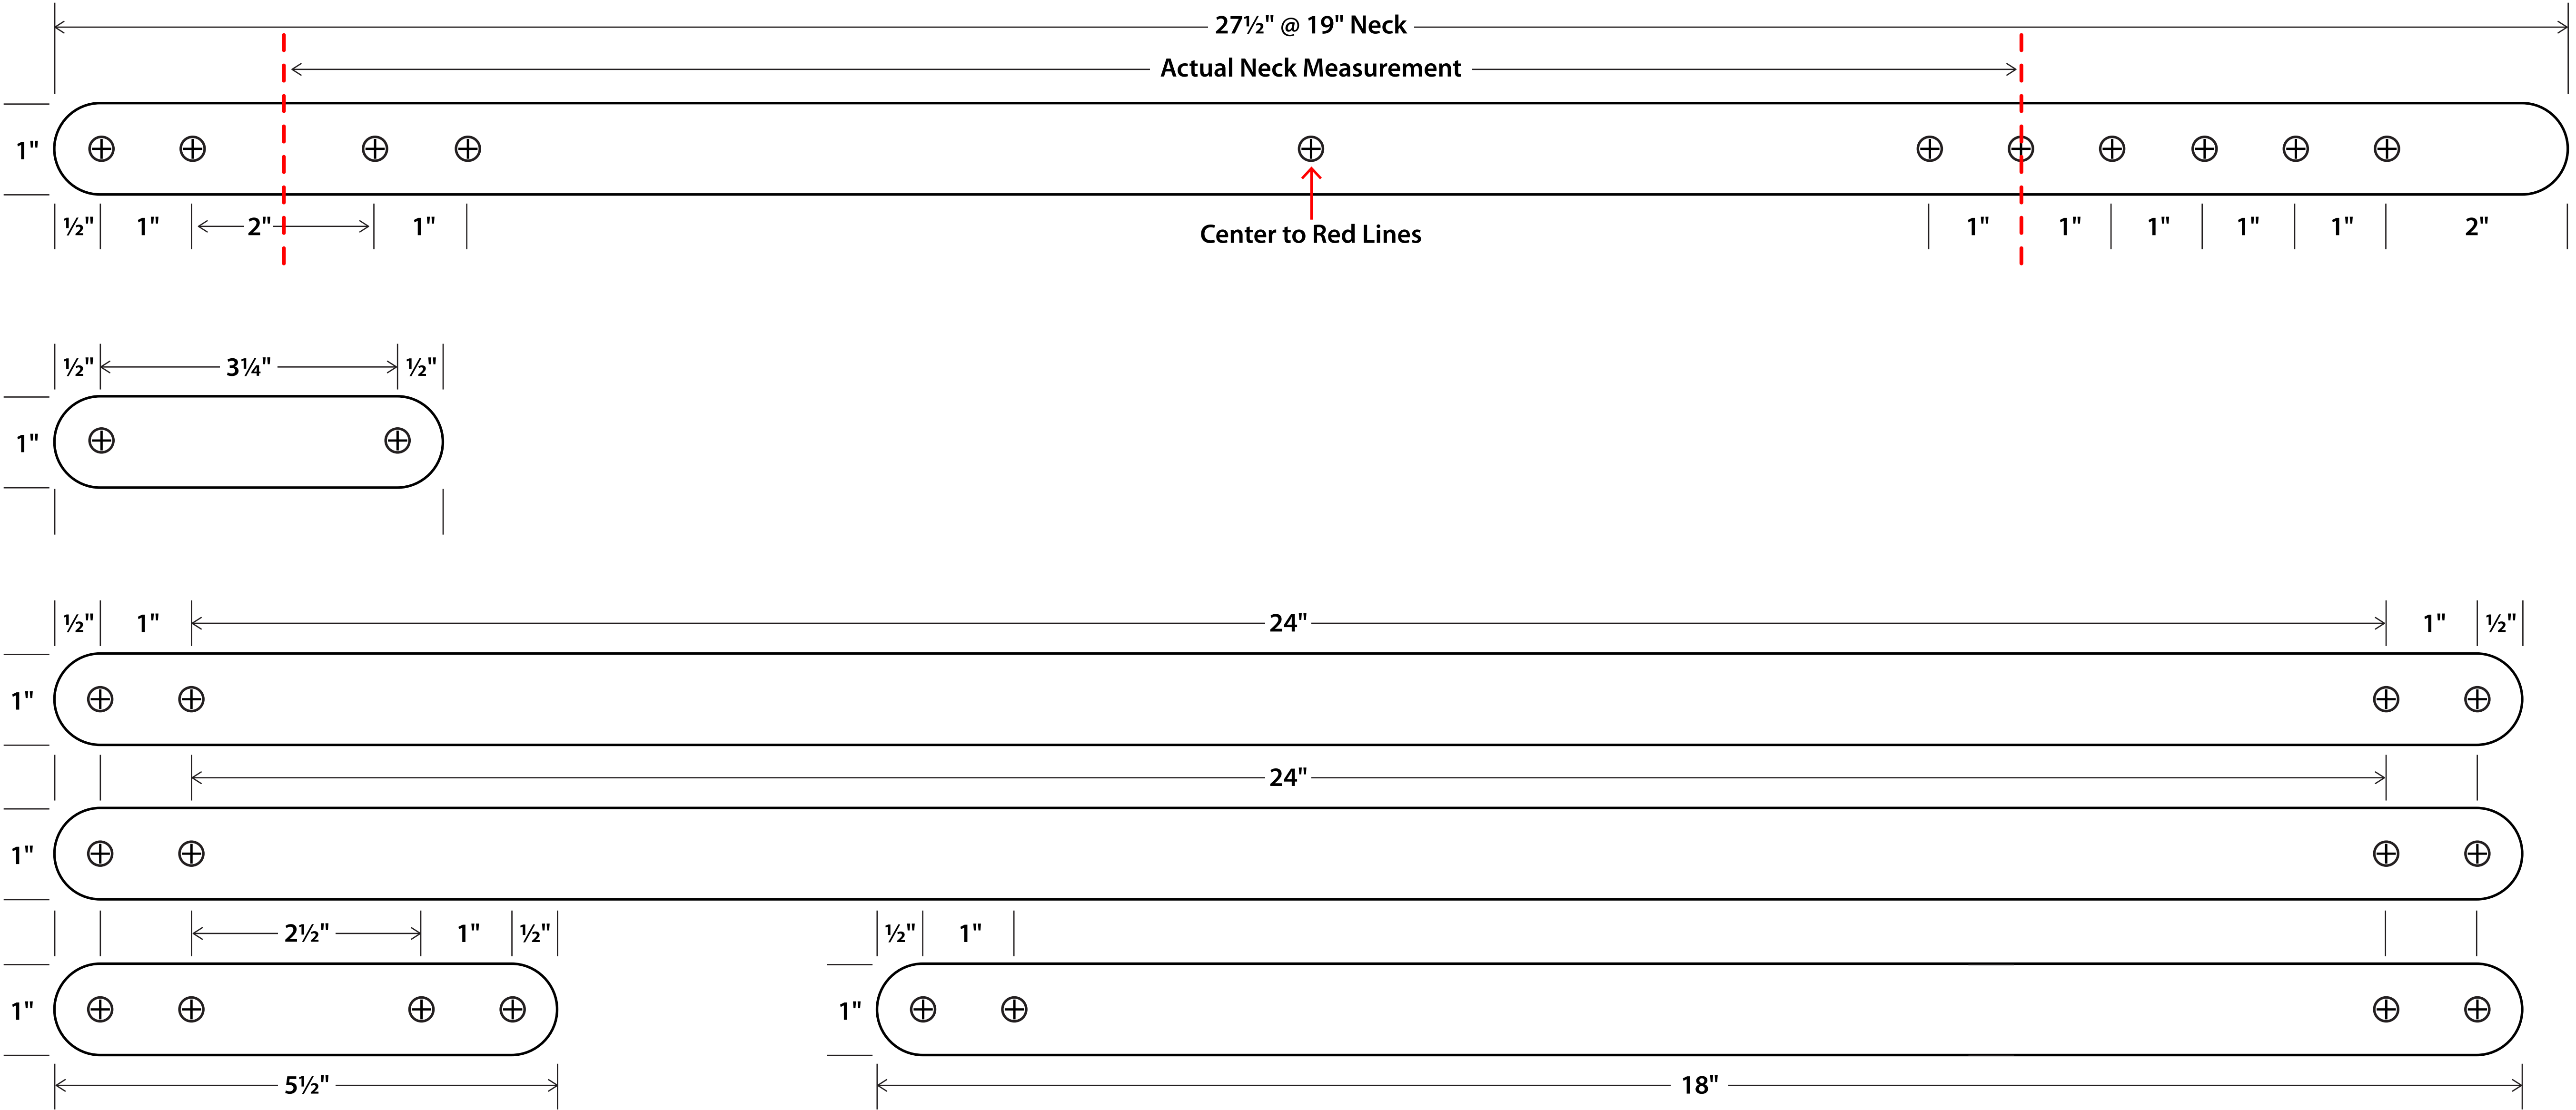 27½" @ 19" Neck
Actual Neck Measurement
1"
½" 1" 2" 1" 1" 1" 1" 1" 1" 2"
Center to Red Lines
½" 3¼" ½"
1"
½" 1" 24" 1" ½"
1"
24"
1"
2½" 1" ½" ½" 1"
1" 1"
5½" 18"